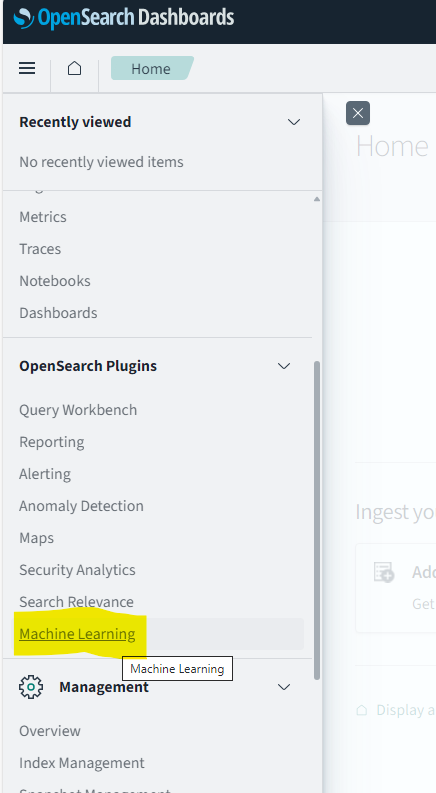 OpenSearch Dashboards
Home
Recently viewed
No recently viewed items
Metrics
Traces
Notebooks
Dashboards
OpenSearch Plugins
Query Workbench
Reporting
Alerting
Anomaly Detection
Maps
Security Analytics
Search Relevance
Machine Learning
Machine Learning
Management
Overview
Index Management
Snapshot Management
Home
Ingest yo
Add
Get
Display a